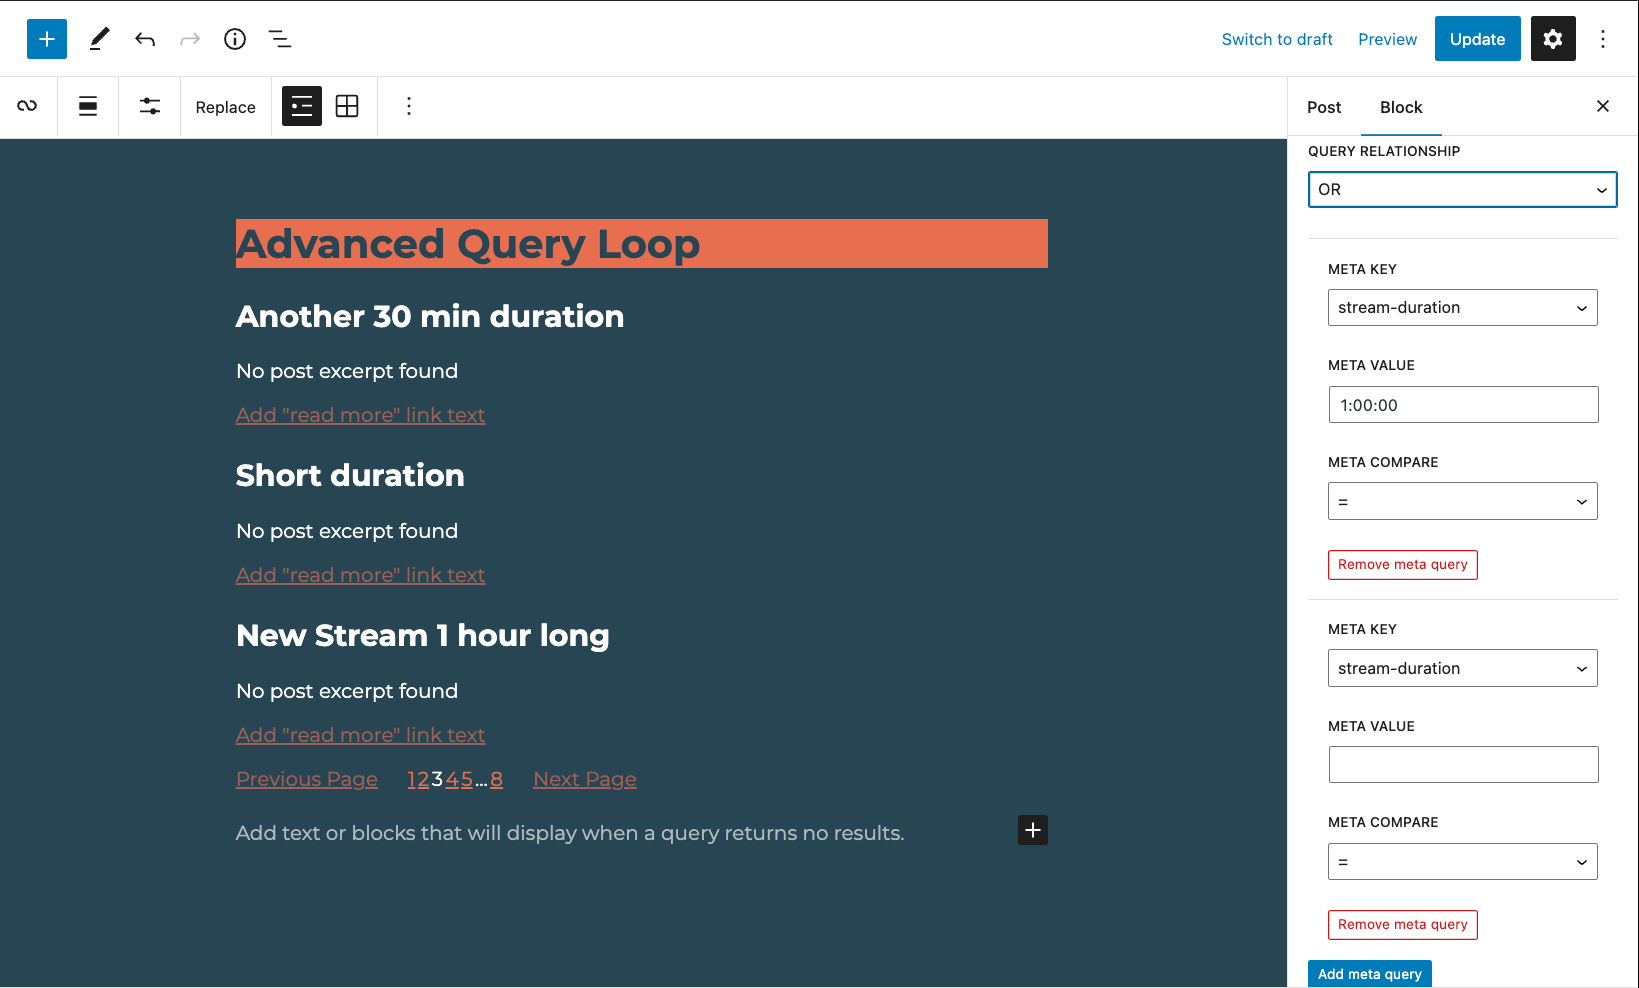 Switch to draft Preview Update
Replace
Post Block
QUERY RELATIONSHIP
OR
Advanced Query Loop
META KEY
stream-duration
Another 30 min duration
META VALUE
No post excerpt found
1:00:00
Add "read more" link text
META COMPARE
Short duration
=
No post excerpt found
Remove meta query
Add "read more" link text
META KEY
New Stream 1 hour long
stream-duration
No post excerpt found
META VALUE
Add "read more" link text
Previous Page 1 2 3 4 5 ... 8 Next Page
META COMPARE
Add text or blocks that will display when a query returns no results.
=
Remove meta query
Add meta query